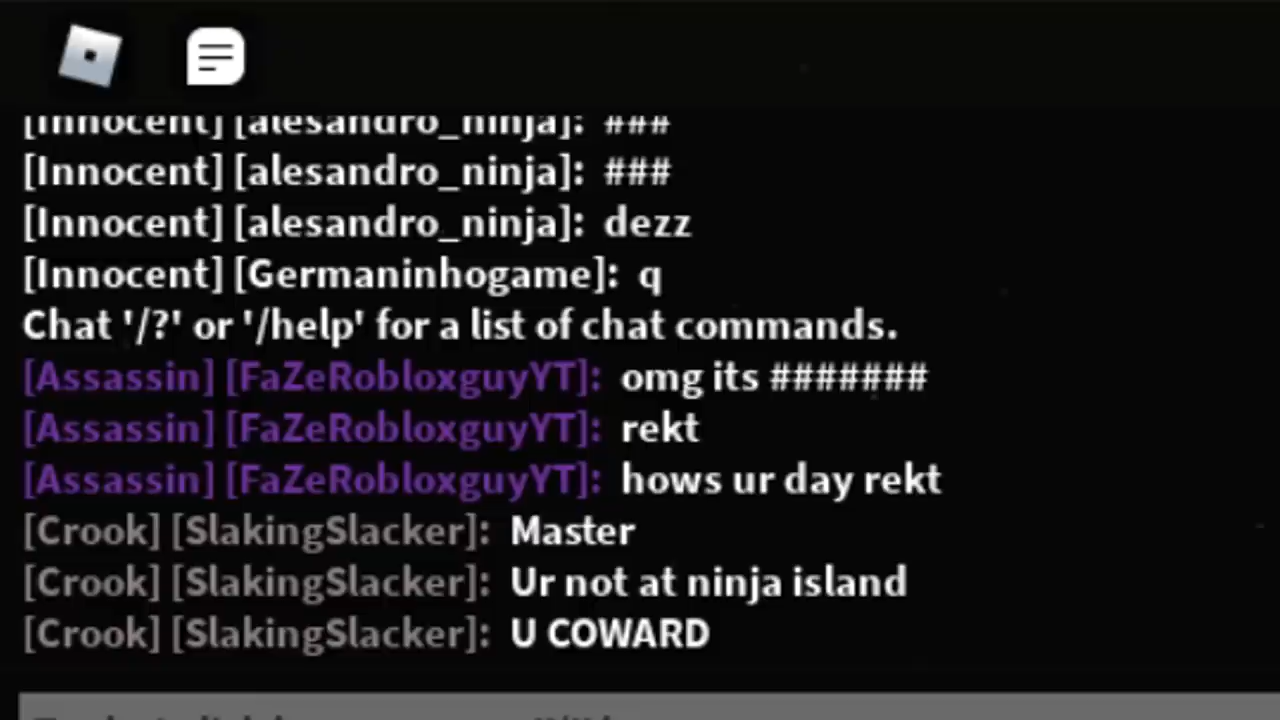 [Innocent] [alesandro_ninja]: ###
[Innocent] [alesandro_ninja]: ###
[Innocent] [alesandro_ninja]: dezz
[Innocent] [Germaninhogame]: q
Chat '/?' or '/help' for a list of chat commands.
[Assassin] [FaZeRobloxguyYT]: omg its #######
[Assassin] [FaZeRobloxguyYT]: rekt
[Assassin] [FaZeRobloxguyYT]: hows ur day rekt
[Crook] [SlakingSlacker]: Master
[Crook] [SlakingSlacker]: Ur not at ninja island
[Crook] [SlakingSlacker]: U COWARD